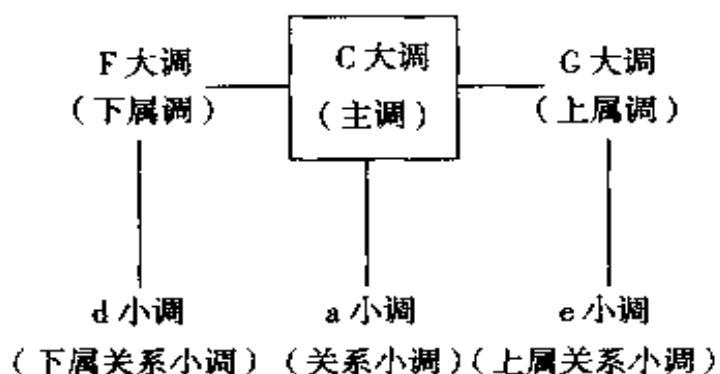 F 大调 C 大调 G 大调
(下属调) (主调) (上属调)
d 小调 a 小调 e 小调
(下属关系小调) (关系小调) (上属关系小调)